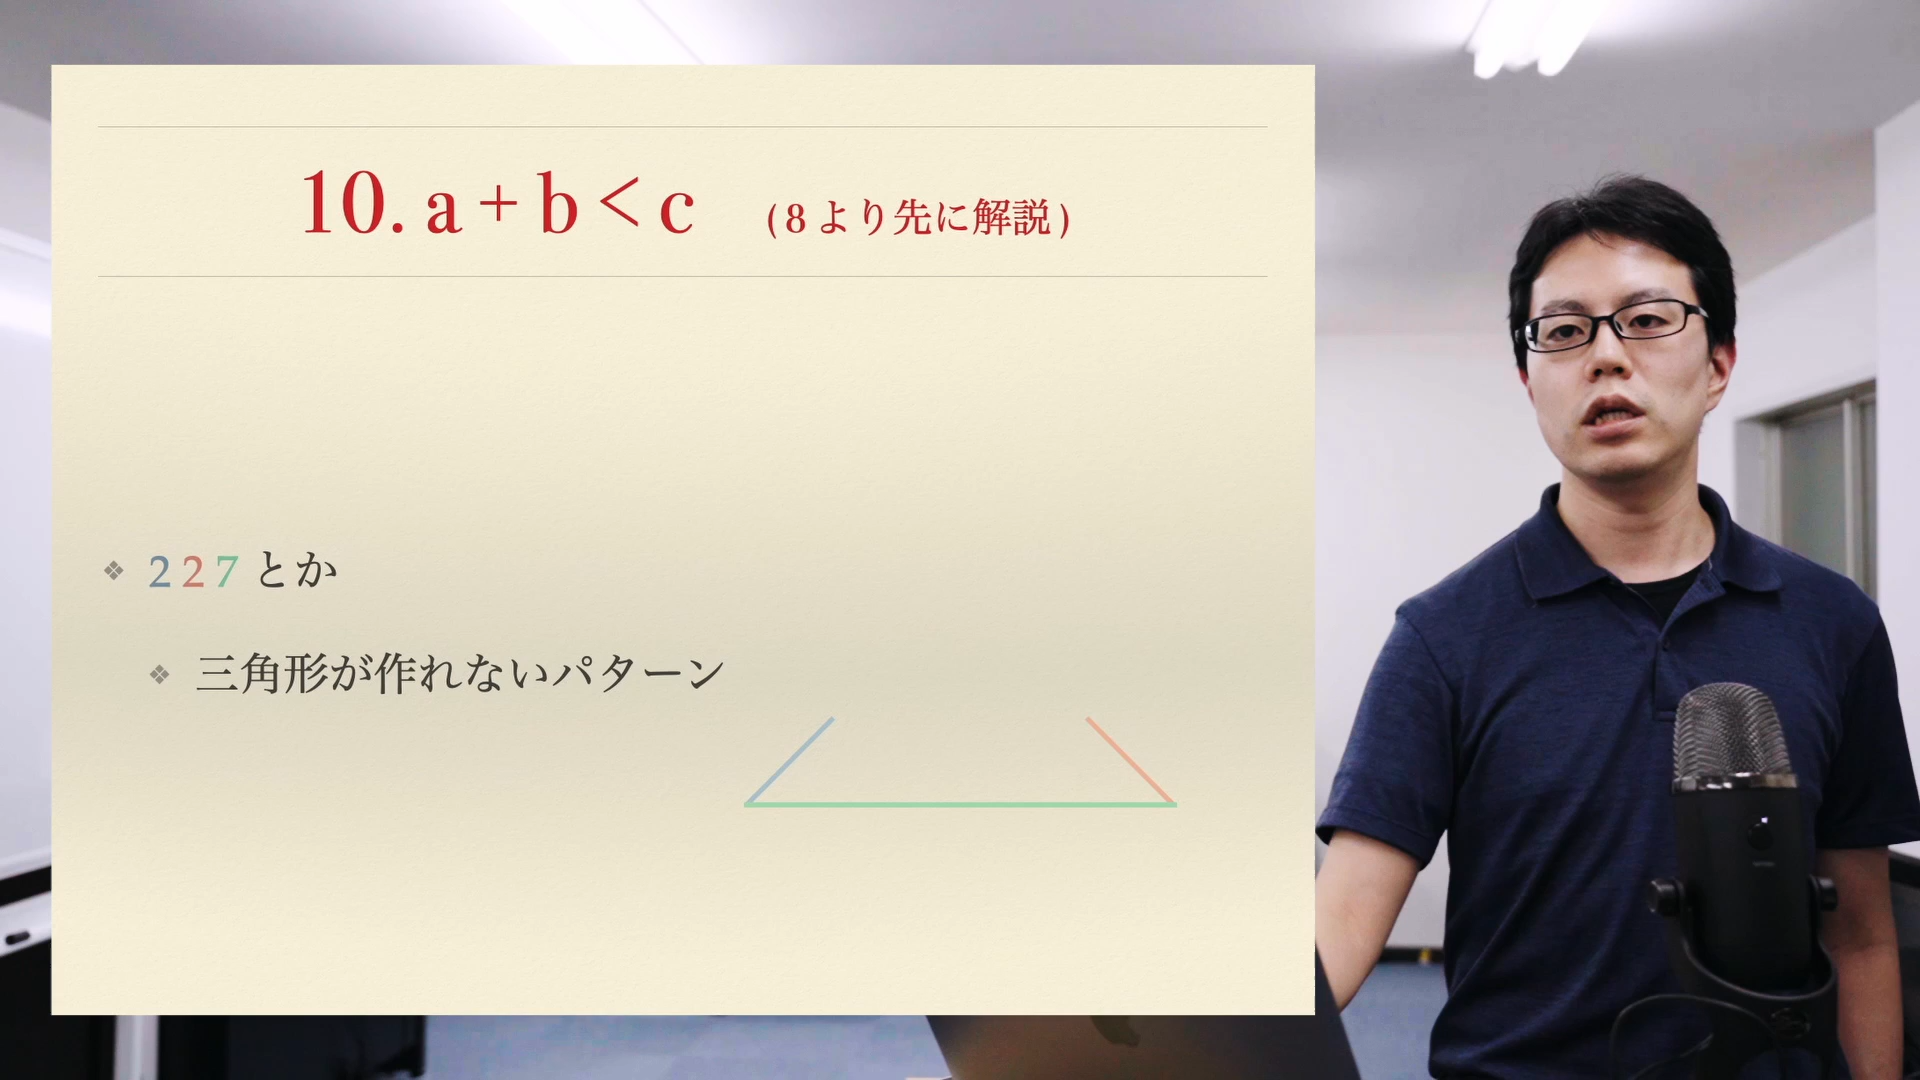 10. a + b < c （8 より先に解説）
2 2 7 とか
三角形が作れないパターン